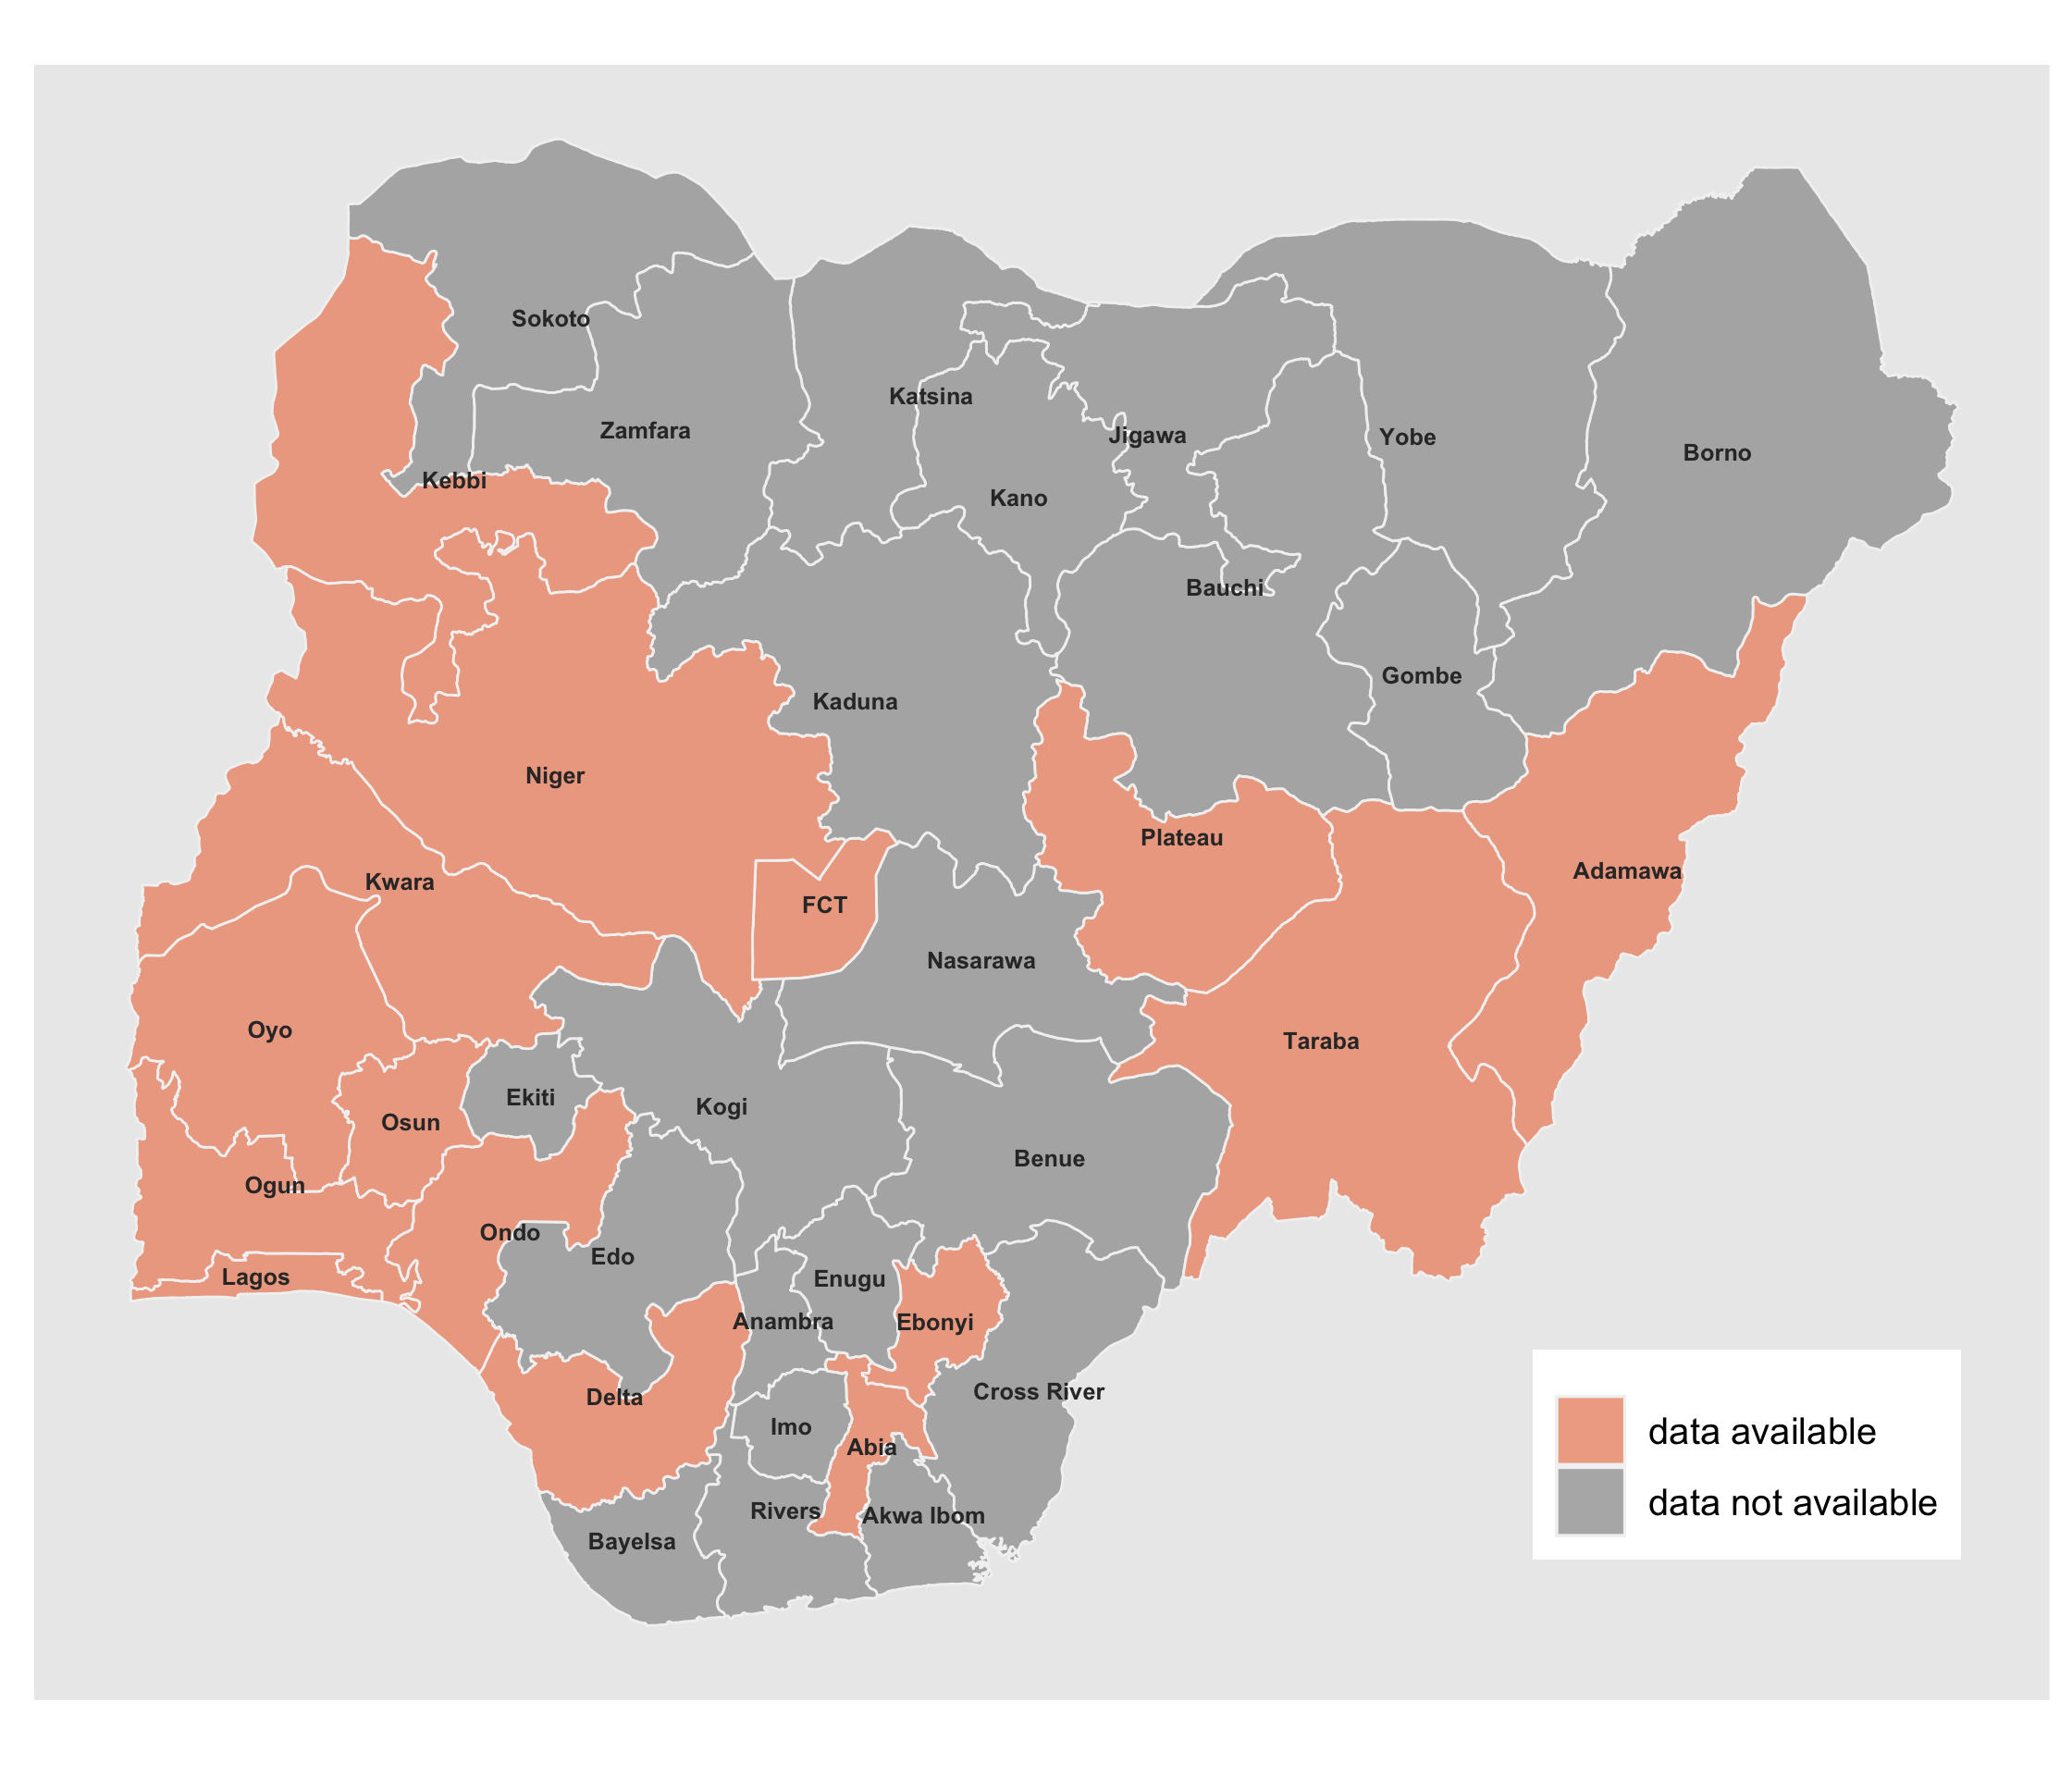 Sokoto
Katsina
Zamfara
Jigawa
Yobe
Borno
Kebbi
Kano
Bauchi
Gombe
Kaduna
Niger
Plateau
Adamawa
Kwara
FCT
Nasarawa
Oyo
Taraba
Ekiti
Kogi
Osun
Benue
Ogun
Ondo
Edo
Lagos
Enugu
Anambra
Ebonyi
Cross River
Delta
Imo
Abia
Rivers
Akwa Ibom
Bayelsa
data available
data not available